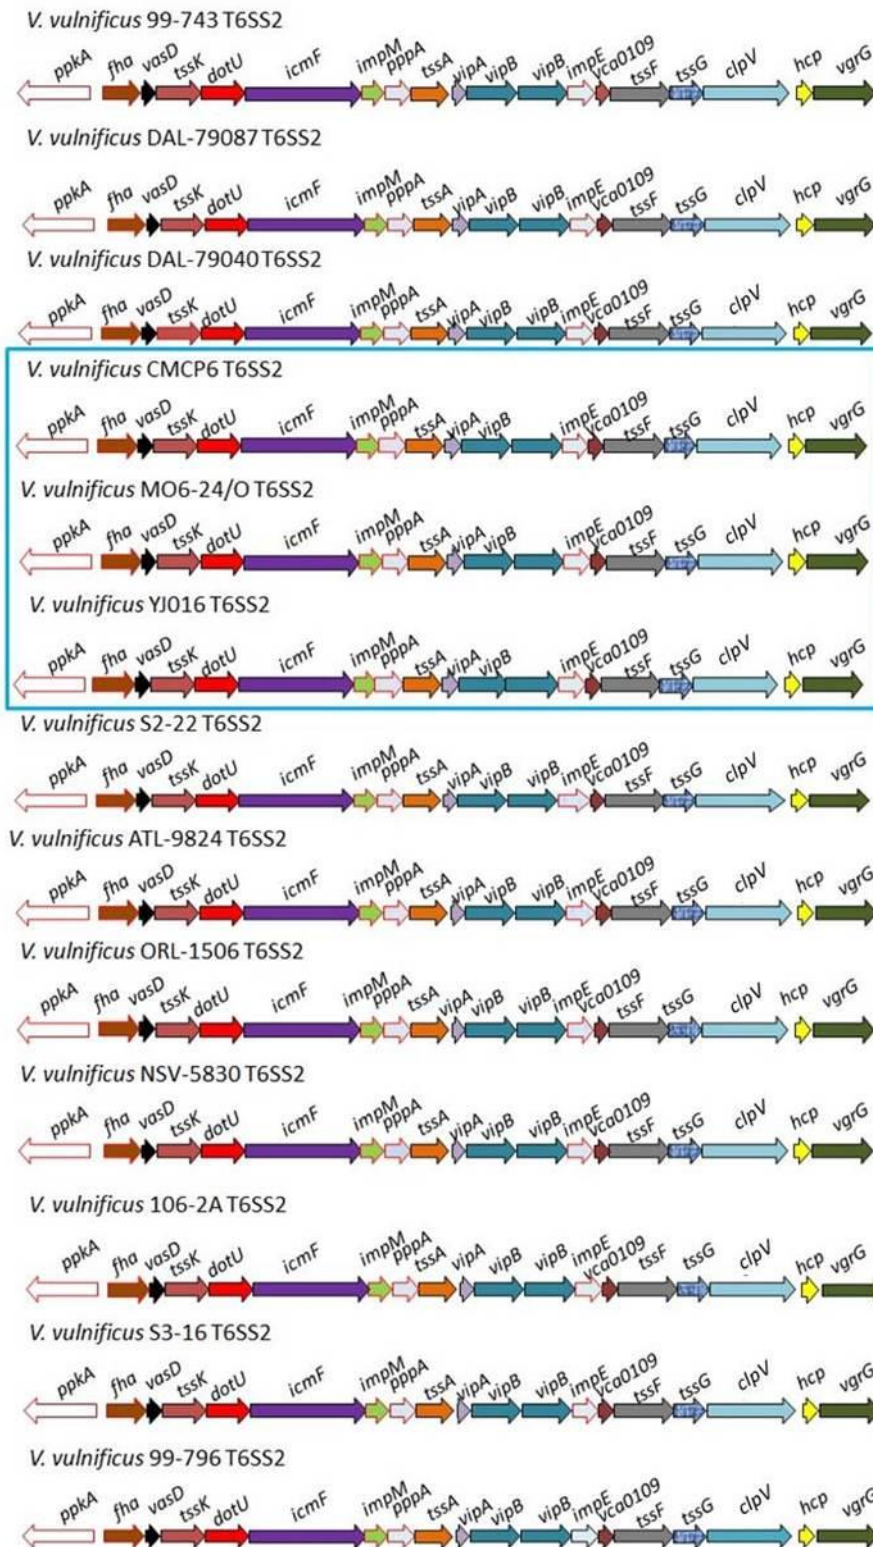 V. vulnificus 99-743 T6SS2
ppkA fha vasD tssK dotU icmF impM pppA tssA vipA vipB vipB impE vca0109 tssF tssG clpV hcp vgrG
V. vulnificus DAL-79087 T6SS2
ppkA fha vasD tssK dotU icmF impM pppA tssA vipA vipB vipB impE vca0109 tssF tssG clpV hcp vgrG
V. vulnificus DAL-79040 T6SS2
ppkA fha vasD tssK dotU icmF impM pppA tssA vipA vipB vipB impE vca0109 tssF tssG clpV hcp vgrG
V. vulnificus CMCP6 T6SS2
ppkA fha vasD tssK dotU icmF impM pppA tssA vipA vipB impE vca0109 tssF tssG clpV hcp vgrG
V. vulnificus MO6-24/O T6SS2
ppkA fha vasD tssK dotU icmF impM pppA tssA vipA vipB impE vca0109 tssF tssG clpV hcp vgrG
V. vulnificus YJ016 T6SS2
ppkA fha vasD tssK dotU icmF impM pppA tssA vipA vipB impE vca0109 tssF tssG clpV hcp vgrG
V. vulnificus S2-22 T6SS2
ppkA fha vasD tssK dotU icmF impM pppA tssA vipA vipB vipB impE vca0109 tssF tssG clpV hcp vgrG
V. vulnificus ATL-9824 T6SS2
ppkA fha vasD tssK dotU icmF impM pppA tssA vipA vipB vipB impE vca0109 tssF tssG clpV hcp vgrG
V. vulnificus ORL-1506 T6SS2
ppkA fha vasD tssK dotU icmF impM pppA tssA vipA vipB vipB impE vca0109 tssF tssG clpV hcp vgrG
V. vulnificus NSV-5830 T6SS2
ppkA fha vasD tssK dotU icmF impM pppA tssA vipA vipB vipB impE vca0109 tssF tssG clpV hcp vgrG
V. vulnificus 106-2A T6SS2
ppkA fha vasD tssK dotU icmF impM pppA tssA vipA vipB vipB impE vca0109 tssF tssG clpV hcp vgrG
V. vulnificus S3-16 T6SS2
ppkA fha vasD tssK dotU icmF impM pppA tssA vipA vipB vipB impE vca0109 tssF tssG clpV hcp vgrG
V. vulnificus 99-796 T6SS2
ppkA fha vasD tssK dotU icmF impM pppA tssA vipA vipB vipB impE vca0109 tssF tssG clpV hcp vgrG